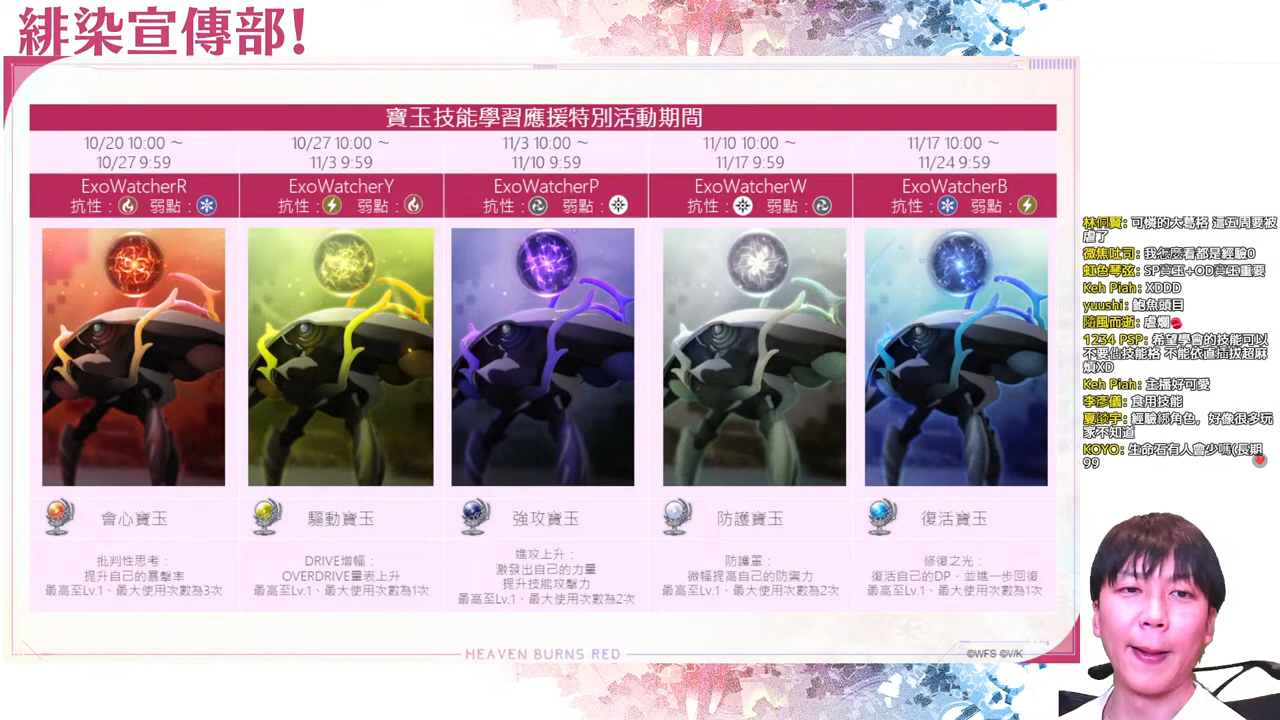 緋染宣傳部!
寶玉技能學習應援特別活動期間
10/20 10:00 ~
10/27 9:59
10/27 10:00 ~
11/3 9:59
11/3 10:00 ~
11/10 9:59
11/10 10:00 ~
11/17 9:59
11/17 10:00 ~
11/24 9:59
ExoWatcherR
抗性: 弱點:
ExoWatcherY
抗性: 弱點:
ExoWatcherP
抗性: 弱點:
ExoWatcherW
抗性: 弱點:
ExoWatcherB
抗性: 弱點:
會心寶玉
驅動寶玉
強攻寶玉
防護寶玉
復活寶玉
批判性思考:
提升自己的暴擊率
最高至Lv.1、最大使用次數為3次
DRIVE增幅:
OVERDRIVE量表上升
最高至Lv.1、最大使用次數為1次
進攻上升:
激發出自己的力量
提升技能攻擊力
最高至Lv.1、最大使用次數為2次
防護罩:
微幅提高自己的防禦力
最高至Lv.1、最大使用次數為2次
修復之光:
復活自己的DP、並進一步回復
最高至Lv.1、最大使用次數為1次
HEAVEN BURNS RED
©WFS ©V/K
林侗賢: 可憐的大葛格 這五周要被
虐了
微焦吐司: 我怎麼看都是經驗0
虹色琴弦: SP寶玉+OD寶玉重要
Keh Piah: XDDD
yuushi: 鮑魚頭目
隨風而逝: 虐爛
1234 PSP: 希望學會的技能可以
不要佔技能格 不能依直插拔超麻
煩XD
Keh Piah: 主播好可愛
李彥儀: 食用技能
經驗綁角色，好像很多玩
家不知道
KOYO: 生命石有人會少嗎(長期
99